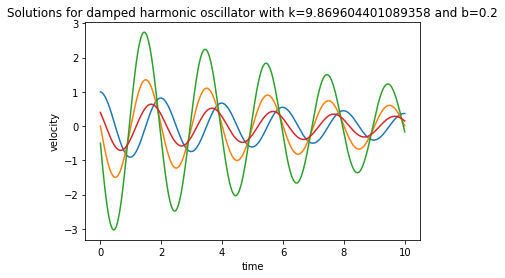 Solutions for damped harmonic oscillator with k=9.869604401089358 and b=0.2
3
2
1
0
−1
−2
−3
velocity
0 2 4 6 8 10
time